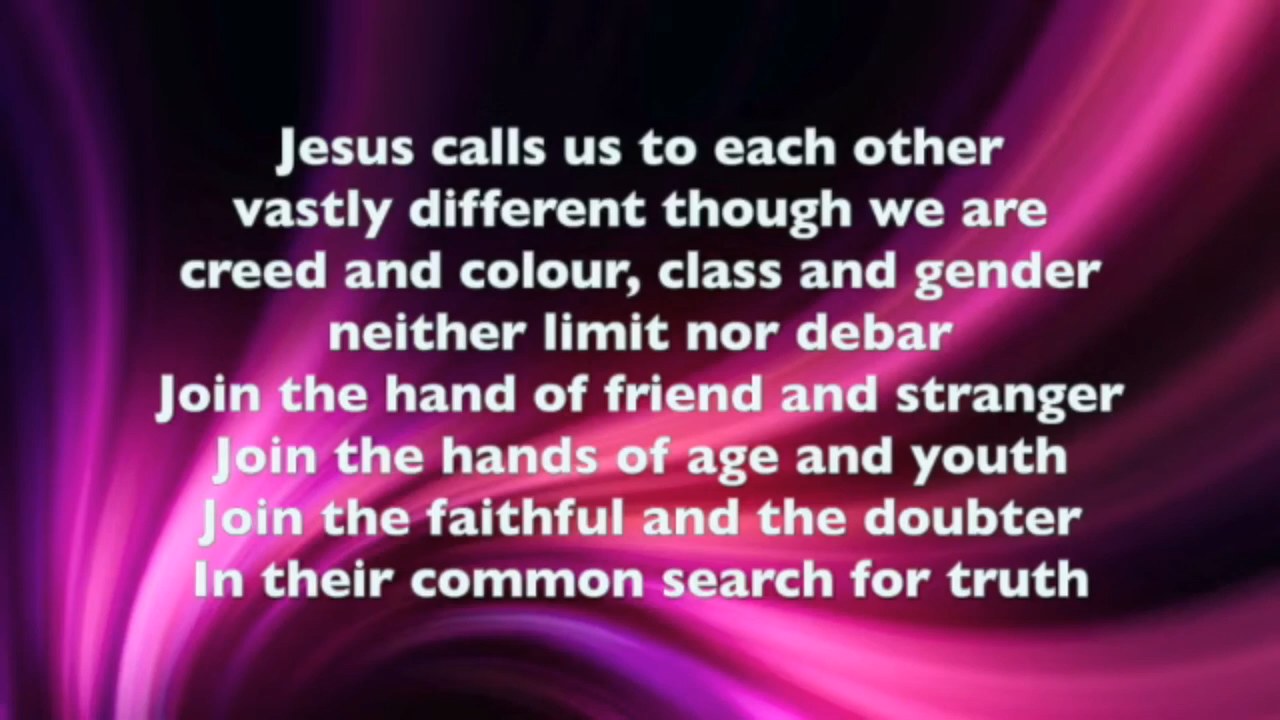 Jesus calls us to each other
vastly different though we are
creed and colour, class and gender
neither limit nor debar
Join the hand of friend and stranger
Join the hands of age and youth
Join the faithful and the doubter
In their common search for truth